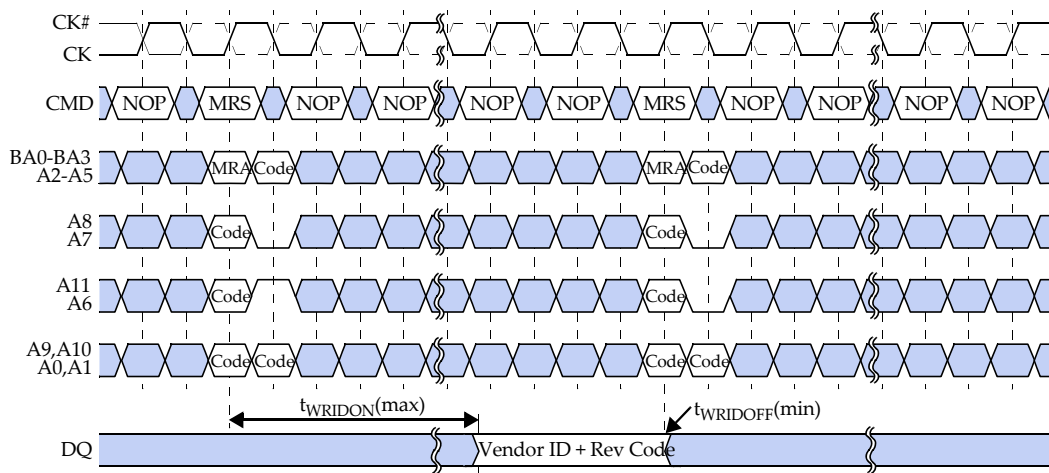 CK#
CK
CMD NOP MRS NOP NOP NOP NOP MRS NOP NOP NOP NOP
BA0-BA3
A2-A5
MRA Code MRA Code
A8
A7
Code Code
A11
A6
Code Code
A9,A10
A0,A1
Code Code Code Code
tWRIDON(max) tWRIDOFF(min)
DQ Vendor ID + Rev Code